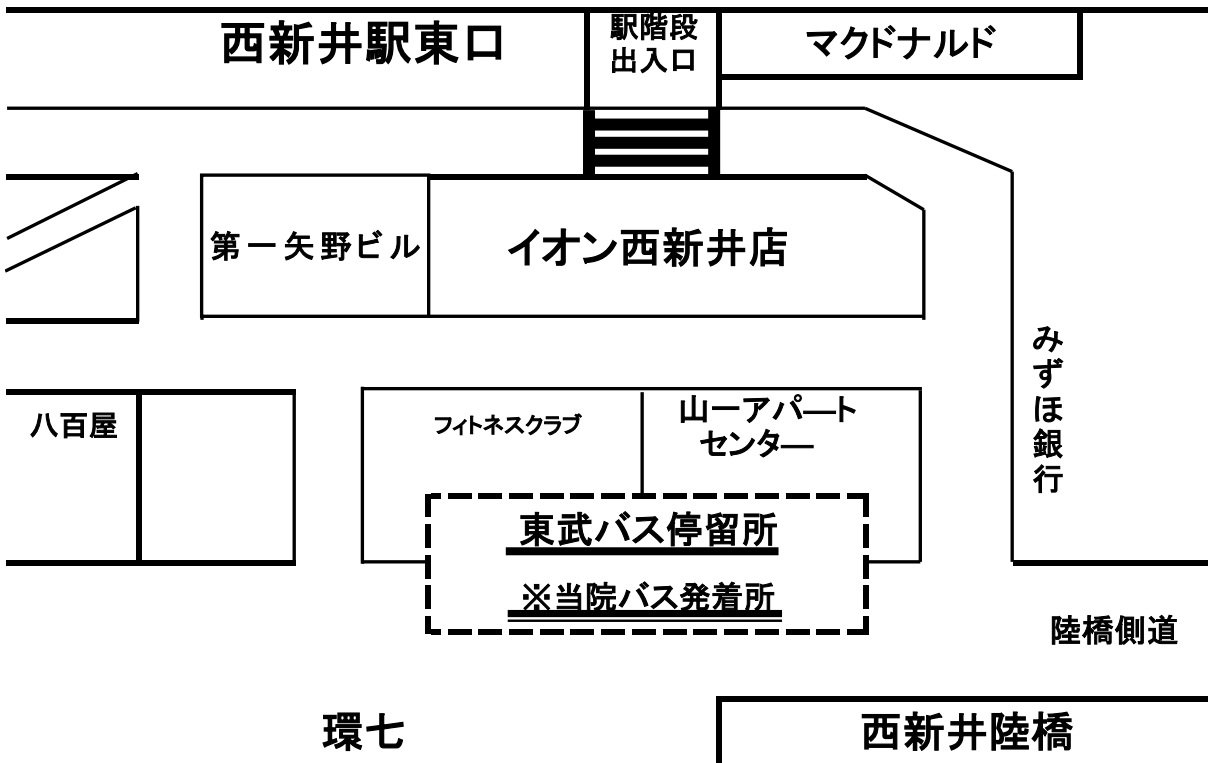 西新井駅東口
駅階段
出入口
マクドナルド
第一矢野ビル
イオン西新井店
みずほ銀行
八百屋
フィトネスクラブ
山一アパート
センター
東武バス停留所
※当院バス発着所
陸橋側道
環七
西新井陸橋